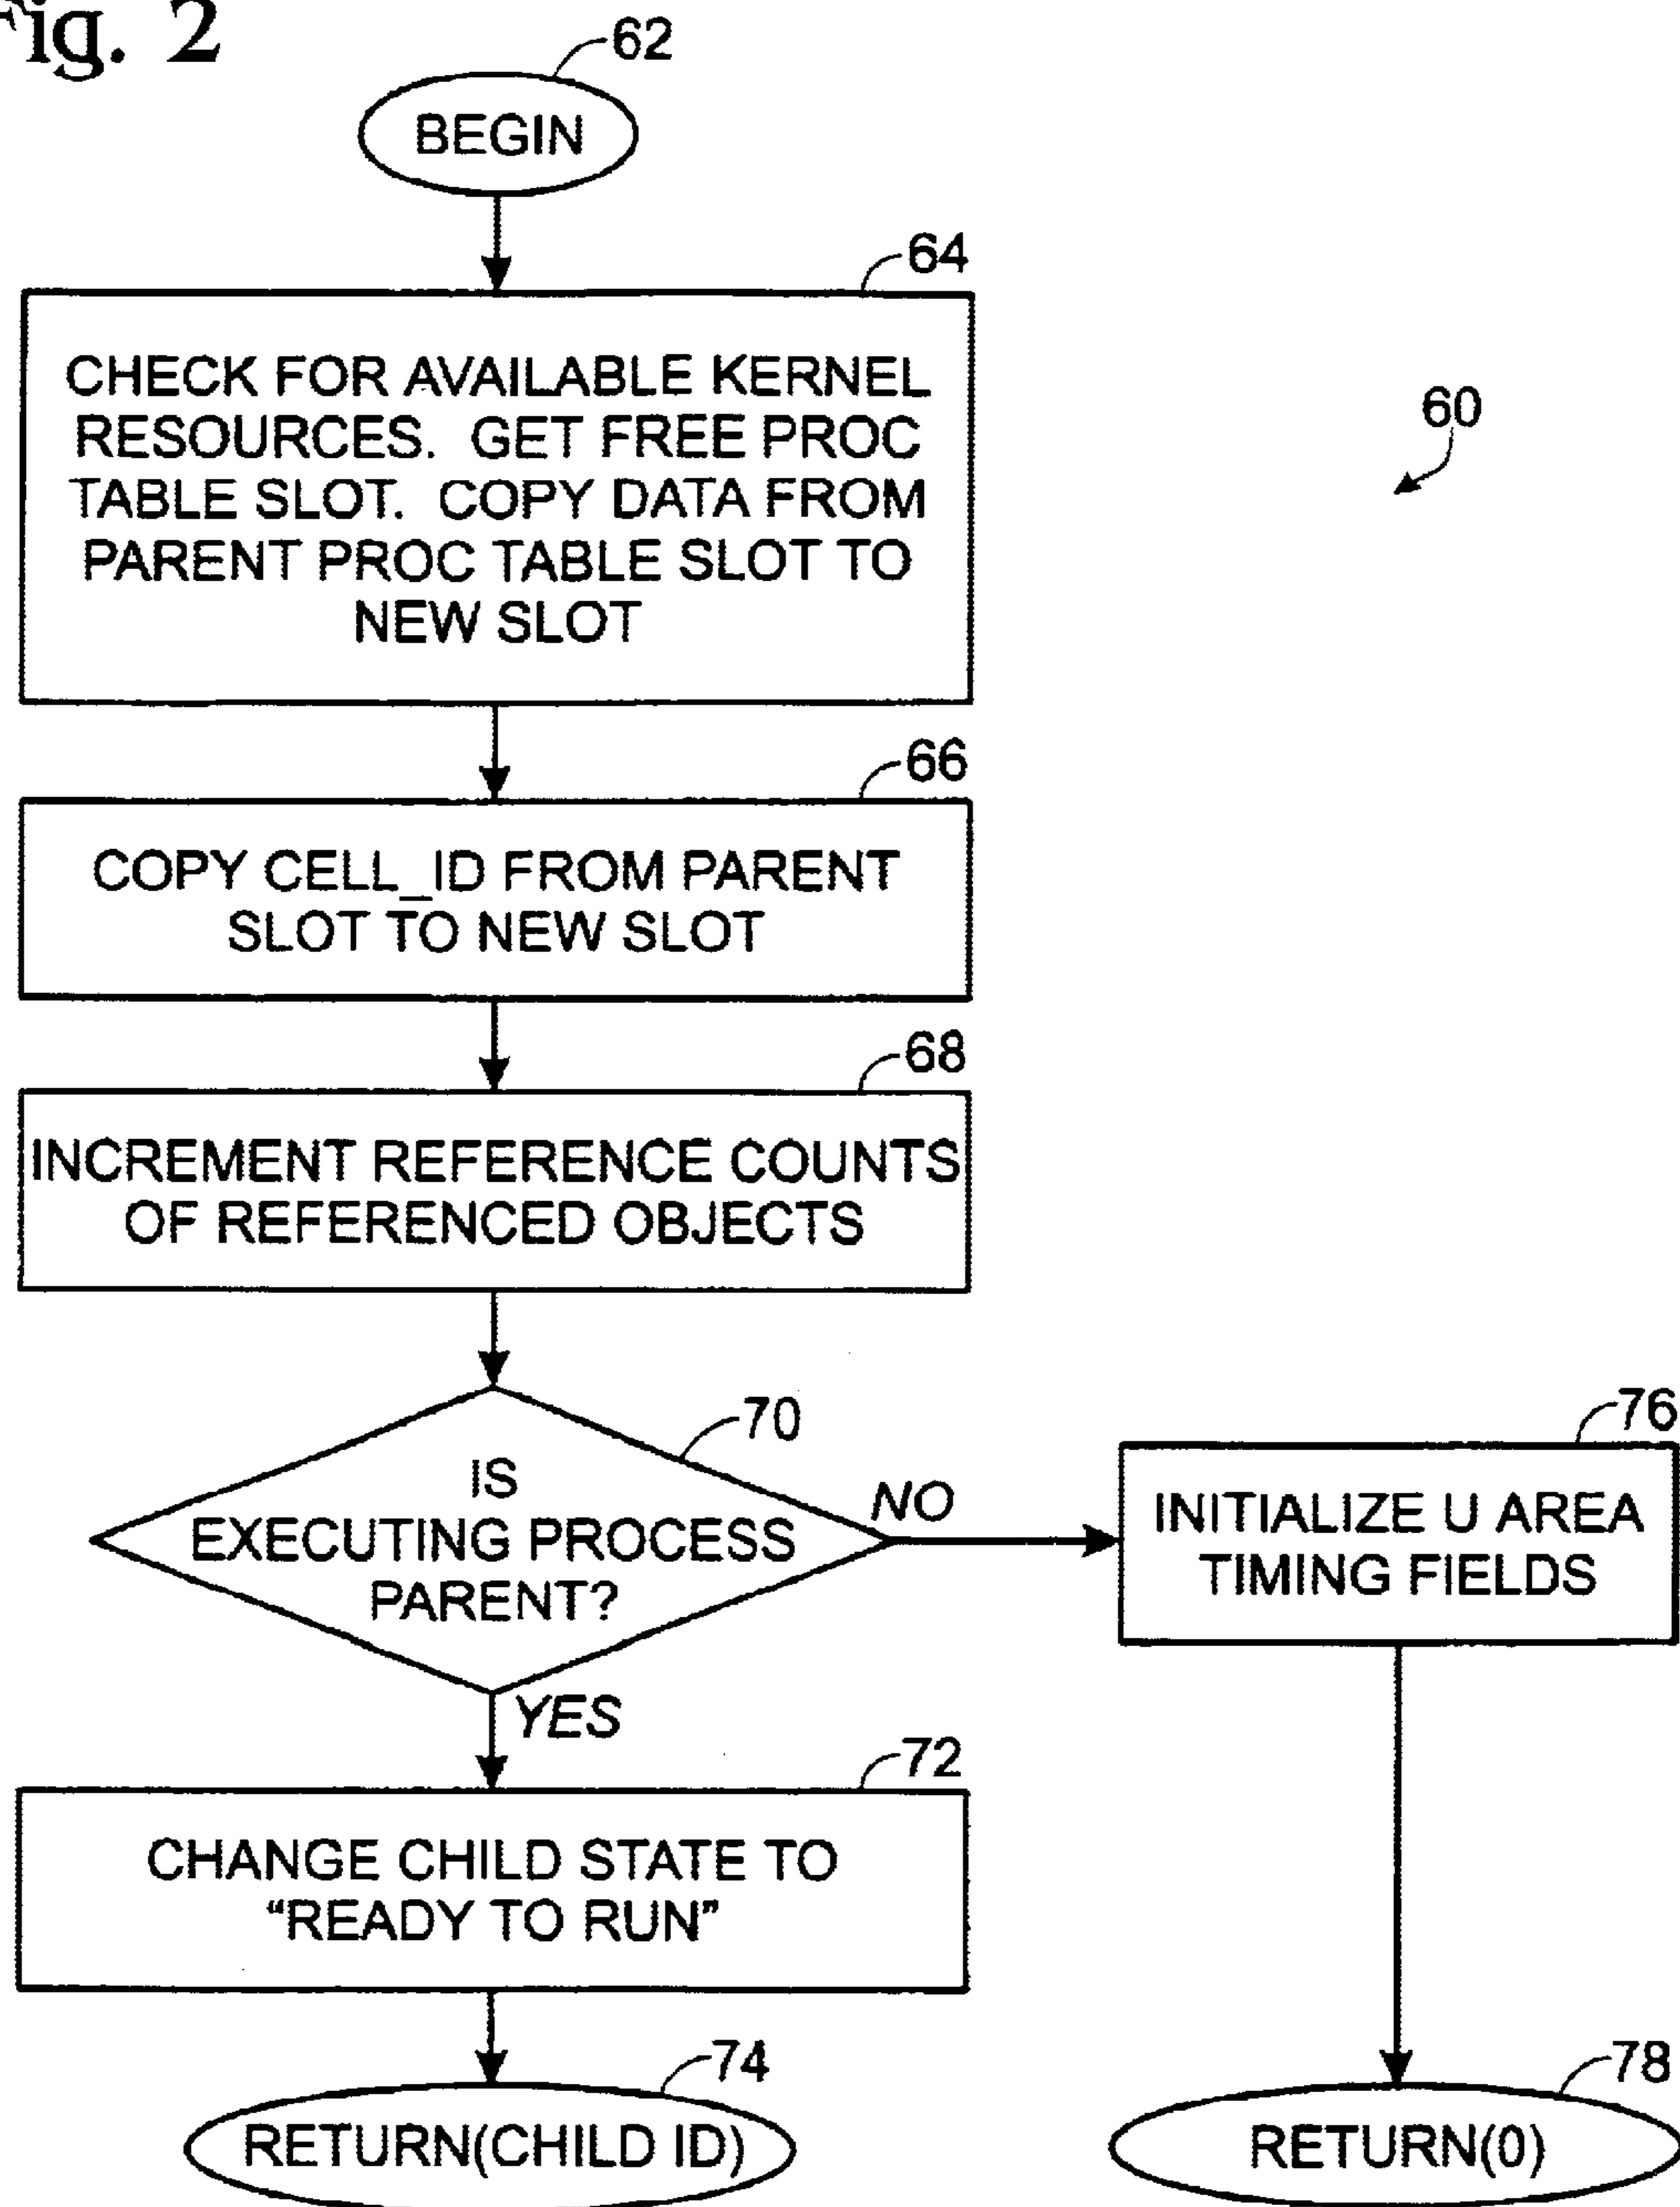 Fig. 2
62
BEGIN
64
CHECK FOR AVAILABLE KERNEL
RESOURCES. GET FREE PROC
TABLE SLOT. COPY DATA FROM
PARENT PROC TABLE SLOT TO
NEW SLOT
60
66
COPY CELL_ID FROM PARENT
SLOT TO NEW SLOT
68
INCREMENT REFERENCE COUNTS
OF REFERENCED OBJECTS
70
IS
EXECUTING PROCESS
PARENT?
NO
76
INITIALIZE U AREA
TIMING FIELDS
YES
72
CHANGE CHILD STATE TO
“READY TO RUN”
74
RETURN(CHILD ID)
78
RETURN(0)